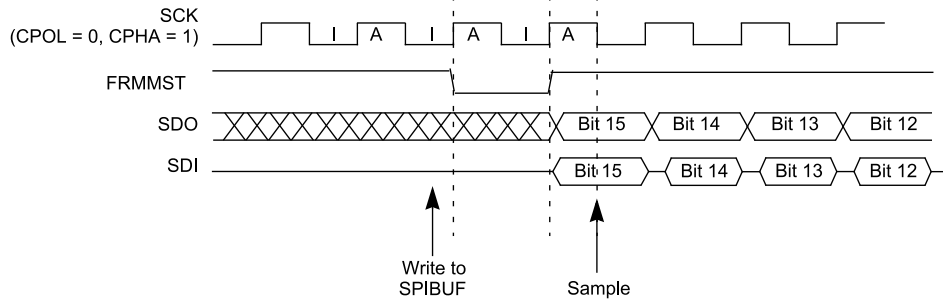 SCK
(CPOL = 0, CPHA = 1)
I A I A I A
FRMMST
SDO
Bit 15 Bit 14 Bit 13 Bit 12
SDI
Bit 15 Bit 14 Bit 13 Bit 12
Write to
SPIBUF
Sample